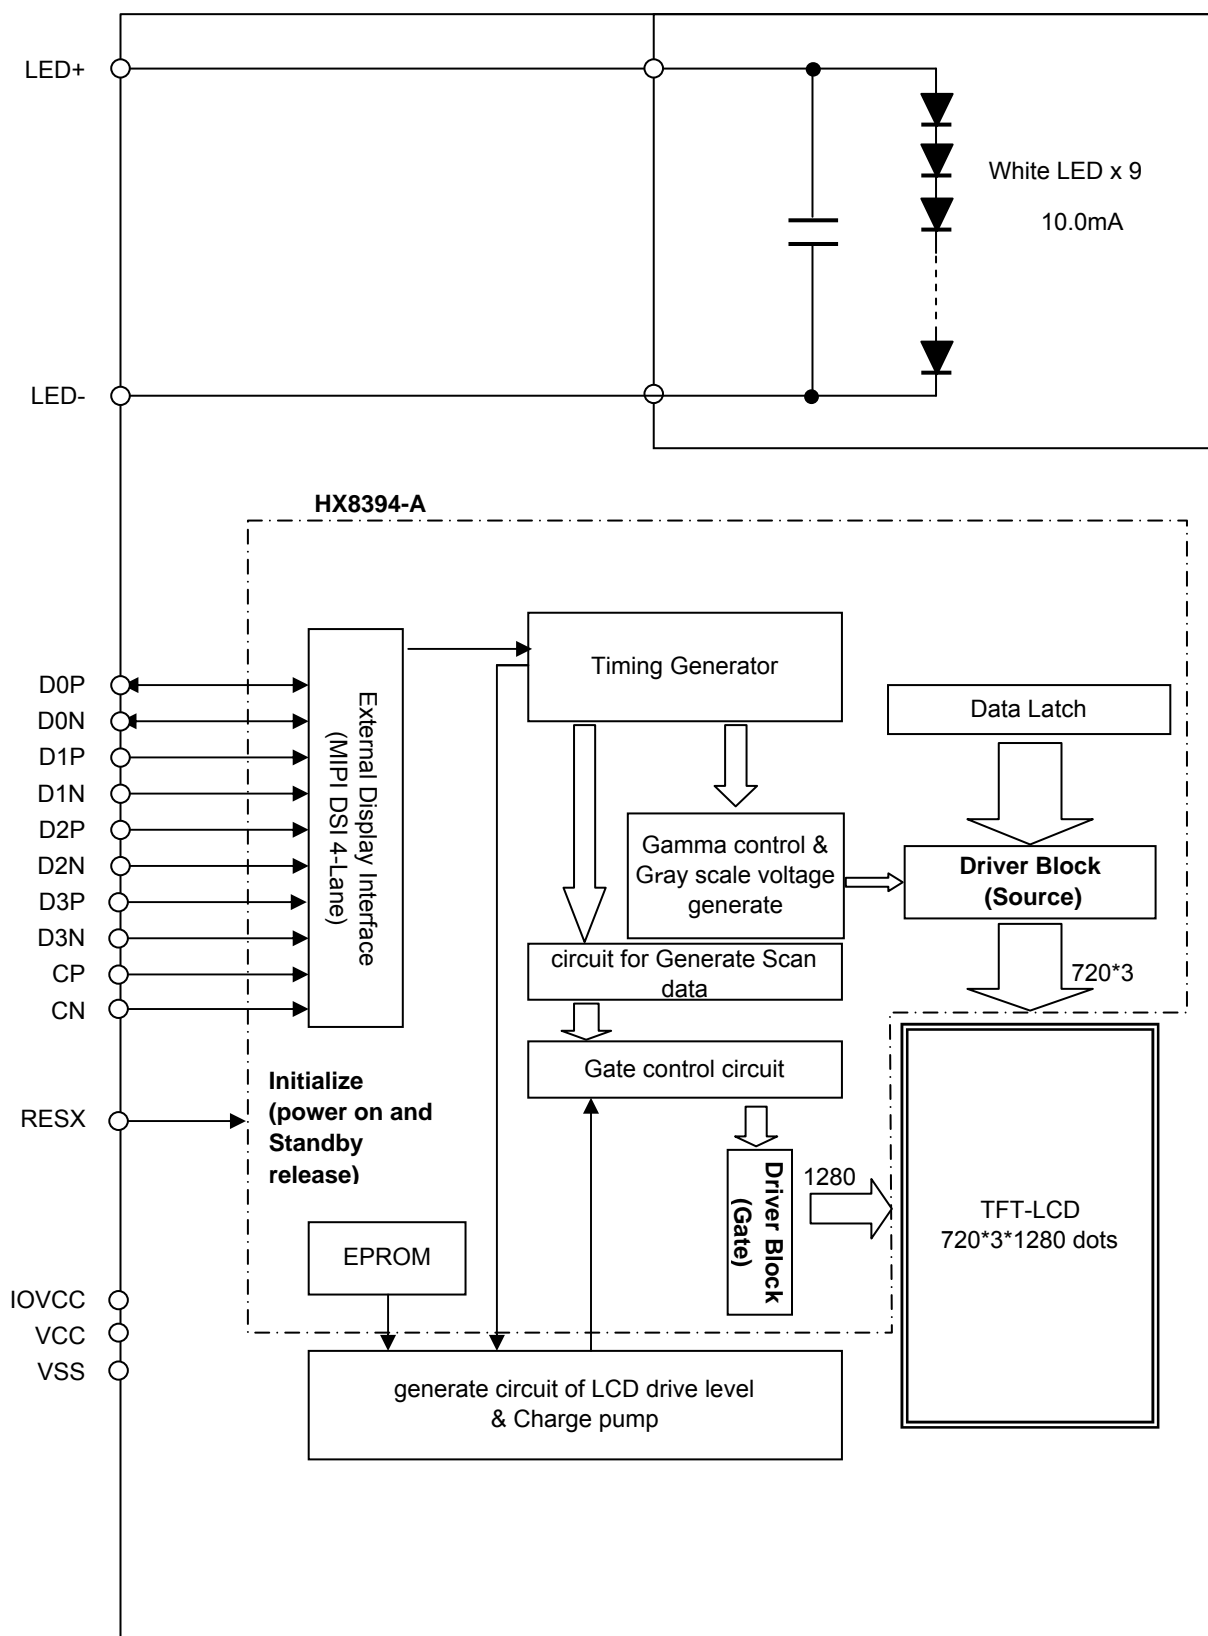 LED+
White LED x 9
10.0mA
LED-
HX8394-A
Timing Generator
D0P
D0N
D1P
D1N
D2P
D2N
D3P
D3N
CP
CN
External Display Interface
(MIPI DSI 4-Lane)
Data Latch
Gamma control &
Gray scale voltage
generate
Driver Block
(Source)
circuit for Generate Scan
data
720*3
Gate control circuit
Initialize
(power on and
Standby
release)
RESX
Driver Block
(Gate)
1280
TFT-LCD
720*3*1280 dots
EPROM
IOVCC
VCC
VSS
generate circuit of LCD drive level
& Charge pump